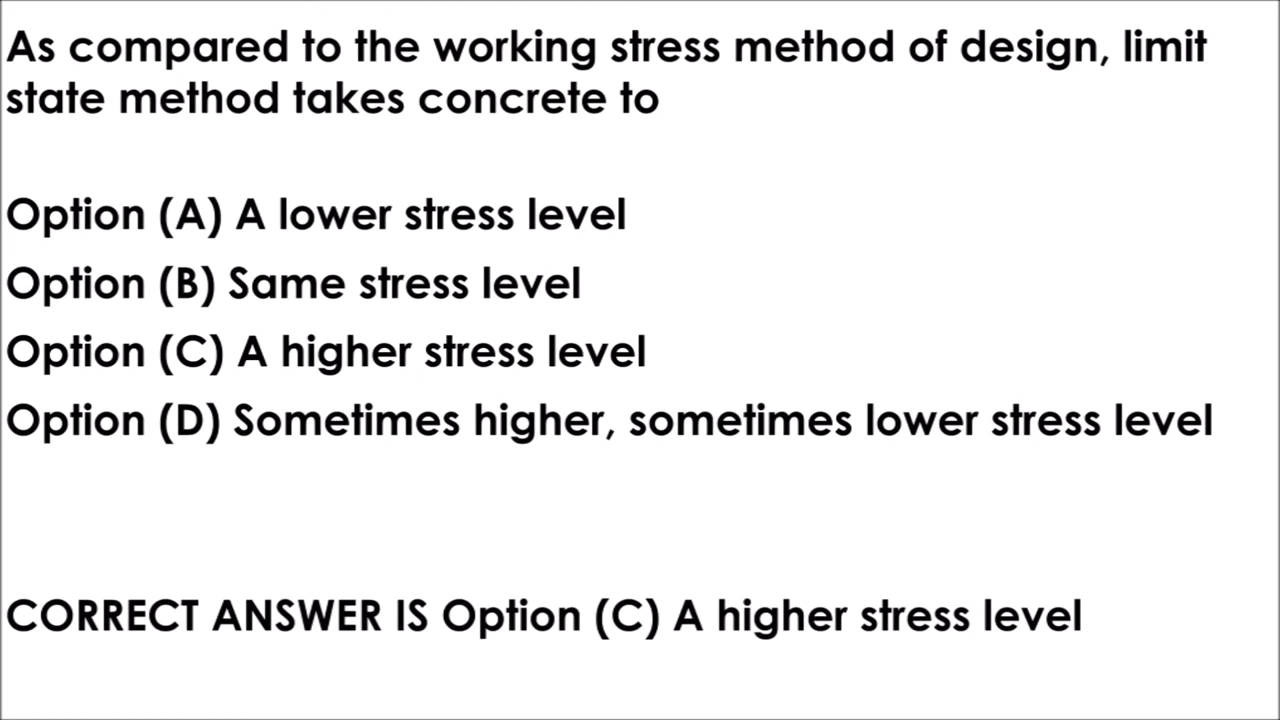 As compared to the working stress method of design, limit
state method takes concrete to
Option (A) A lower stress level
Option (B) Same stress level
Option (C) A higher stress level
Option (D) Sometimes higher, sometimes lower stress level
CORRECT ANSWER IS Option (C) A higher stress level